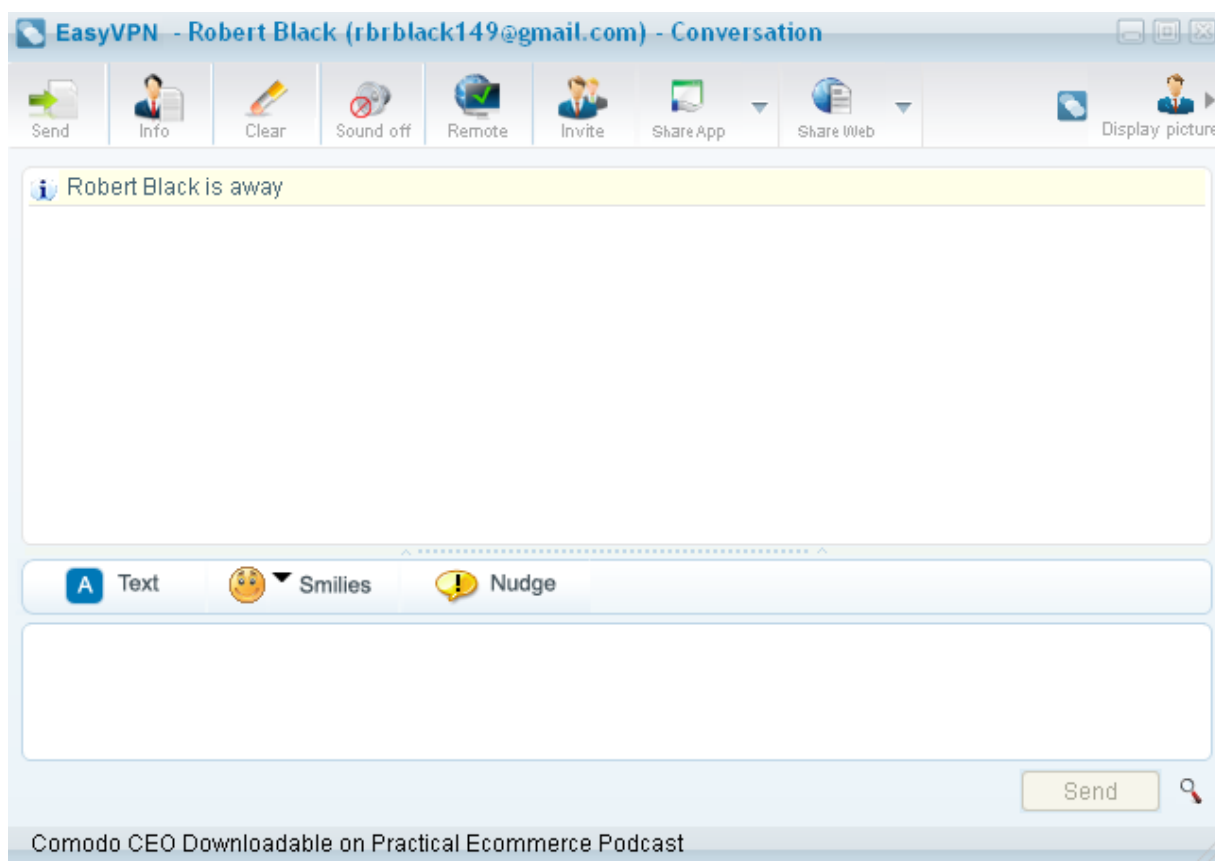 EasyVPN - Robert Black (rbrblack149@gmail.com) - Conversation
Send Info Clear Sound off Remote Invite Share App Share Web Display picture
Robert Black is away
A Text Smilies Nudge
Send
Comodo CEO Downloadable on Practical Ecommerce Podcast